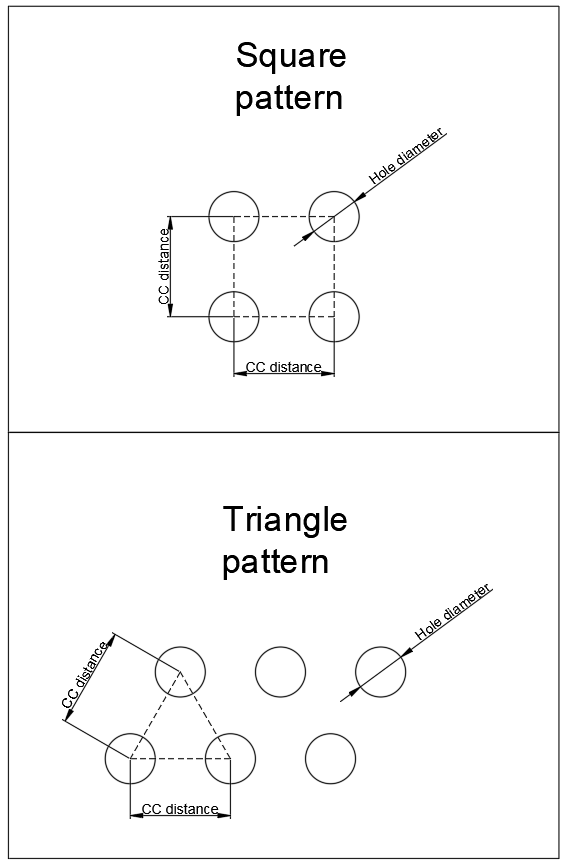 Square
pattern
Hole diameter
CC distance
CC distance
Triangle
pattern
Hole diameter
CC distance
CC distance